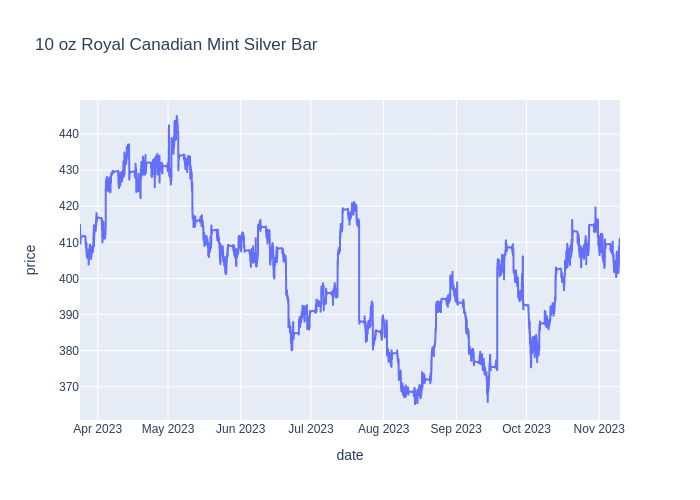 10 oz Royal Canadian Mint Silver Bar
440
430
420
410
400
390
380
370
price
Apr 2023 May 2023 Jun 2023 Jul 2023 Aug 2023 Sep 2023 Oct 2023 Nov 2023
date